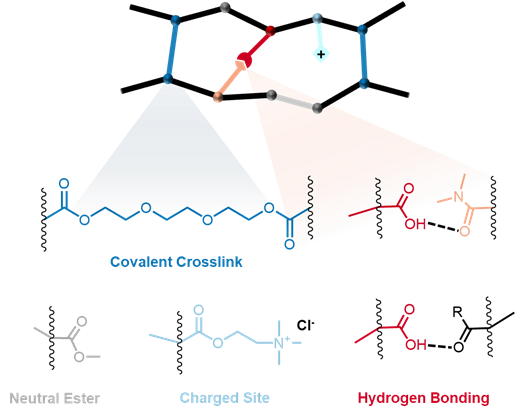 +
O
O
O
O
O
O
OH
O
N
O
Covalent Crosslink
O
O
O
O
N+
Cl-
O
OH
R
O
Neutral Ester
Charged Site
Hydrogen Bonding